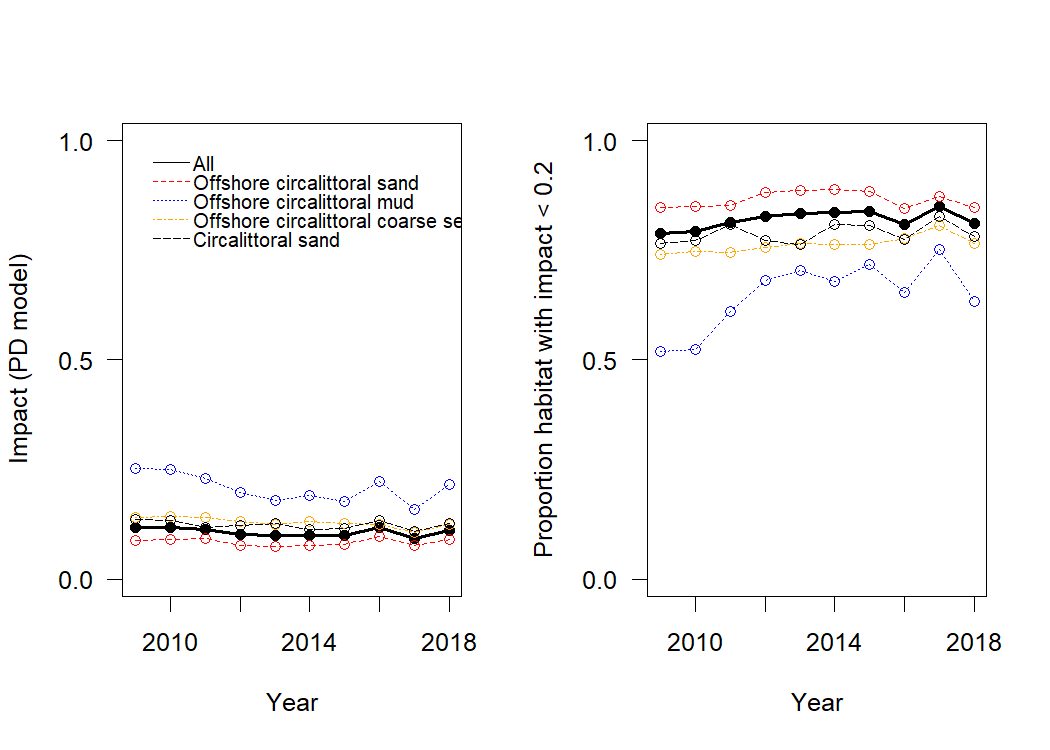 Impact (PD model)
1.0
0.5
0.0
All
Offshore circalittoral sand
Offshore circalittoral mud
Offshore circalittoral coarse se
Circalittoral sand
2010
2014
2018
Year
Proportion habitat with impact < 0.2
1.0
0.5
0.0
2010
2014
2018
Year